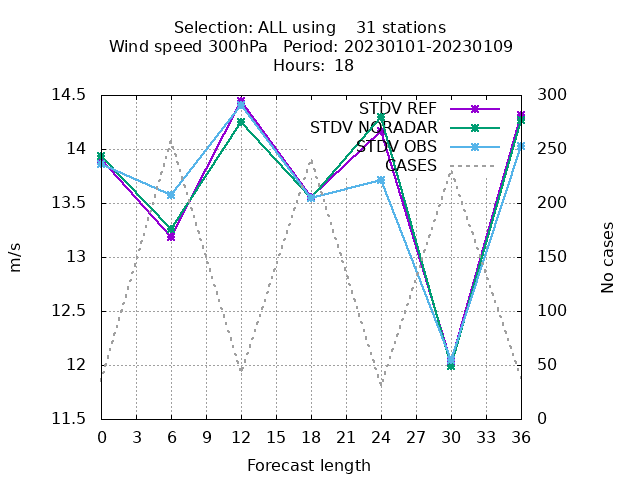 Selection: ALL using    31 stations
Wind speed 300hPa   Period: 20230101-20230109
Hours: 18
14.5
14
13.5
13
12.5
12
11.5
m/s
STDV REF
STDV NORADAR
STDV OBS
CASES
300
250
200
150
100
50
0
No cases
0 3 6 9 12 15 18 21 24 27 30 33 36
Forecast length